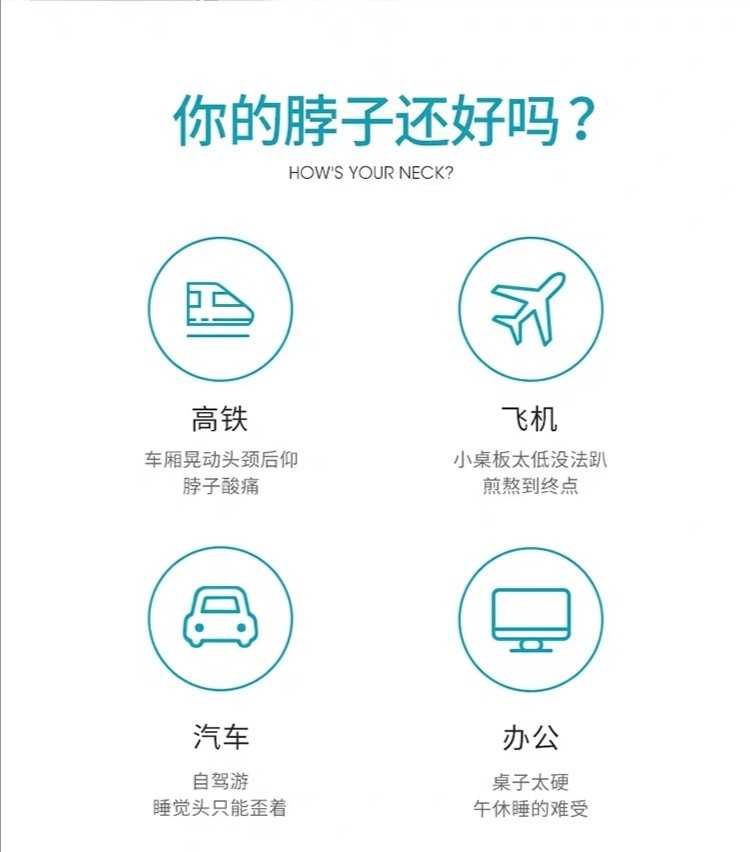 你的脖子还好吗？
HOW'S YOUR NECK?
高铁
车厢晃动头颈后仰
脖子酸痛
飞机
小桌板太低没法趴
煎熬到终点
汽车
自驾游
睡觉头只能歪着
办公
桌子太硬
午休睡的难受